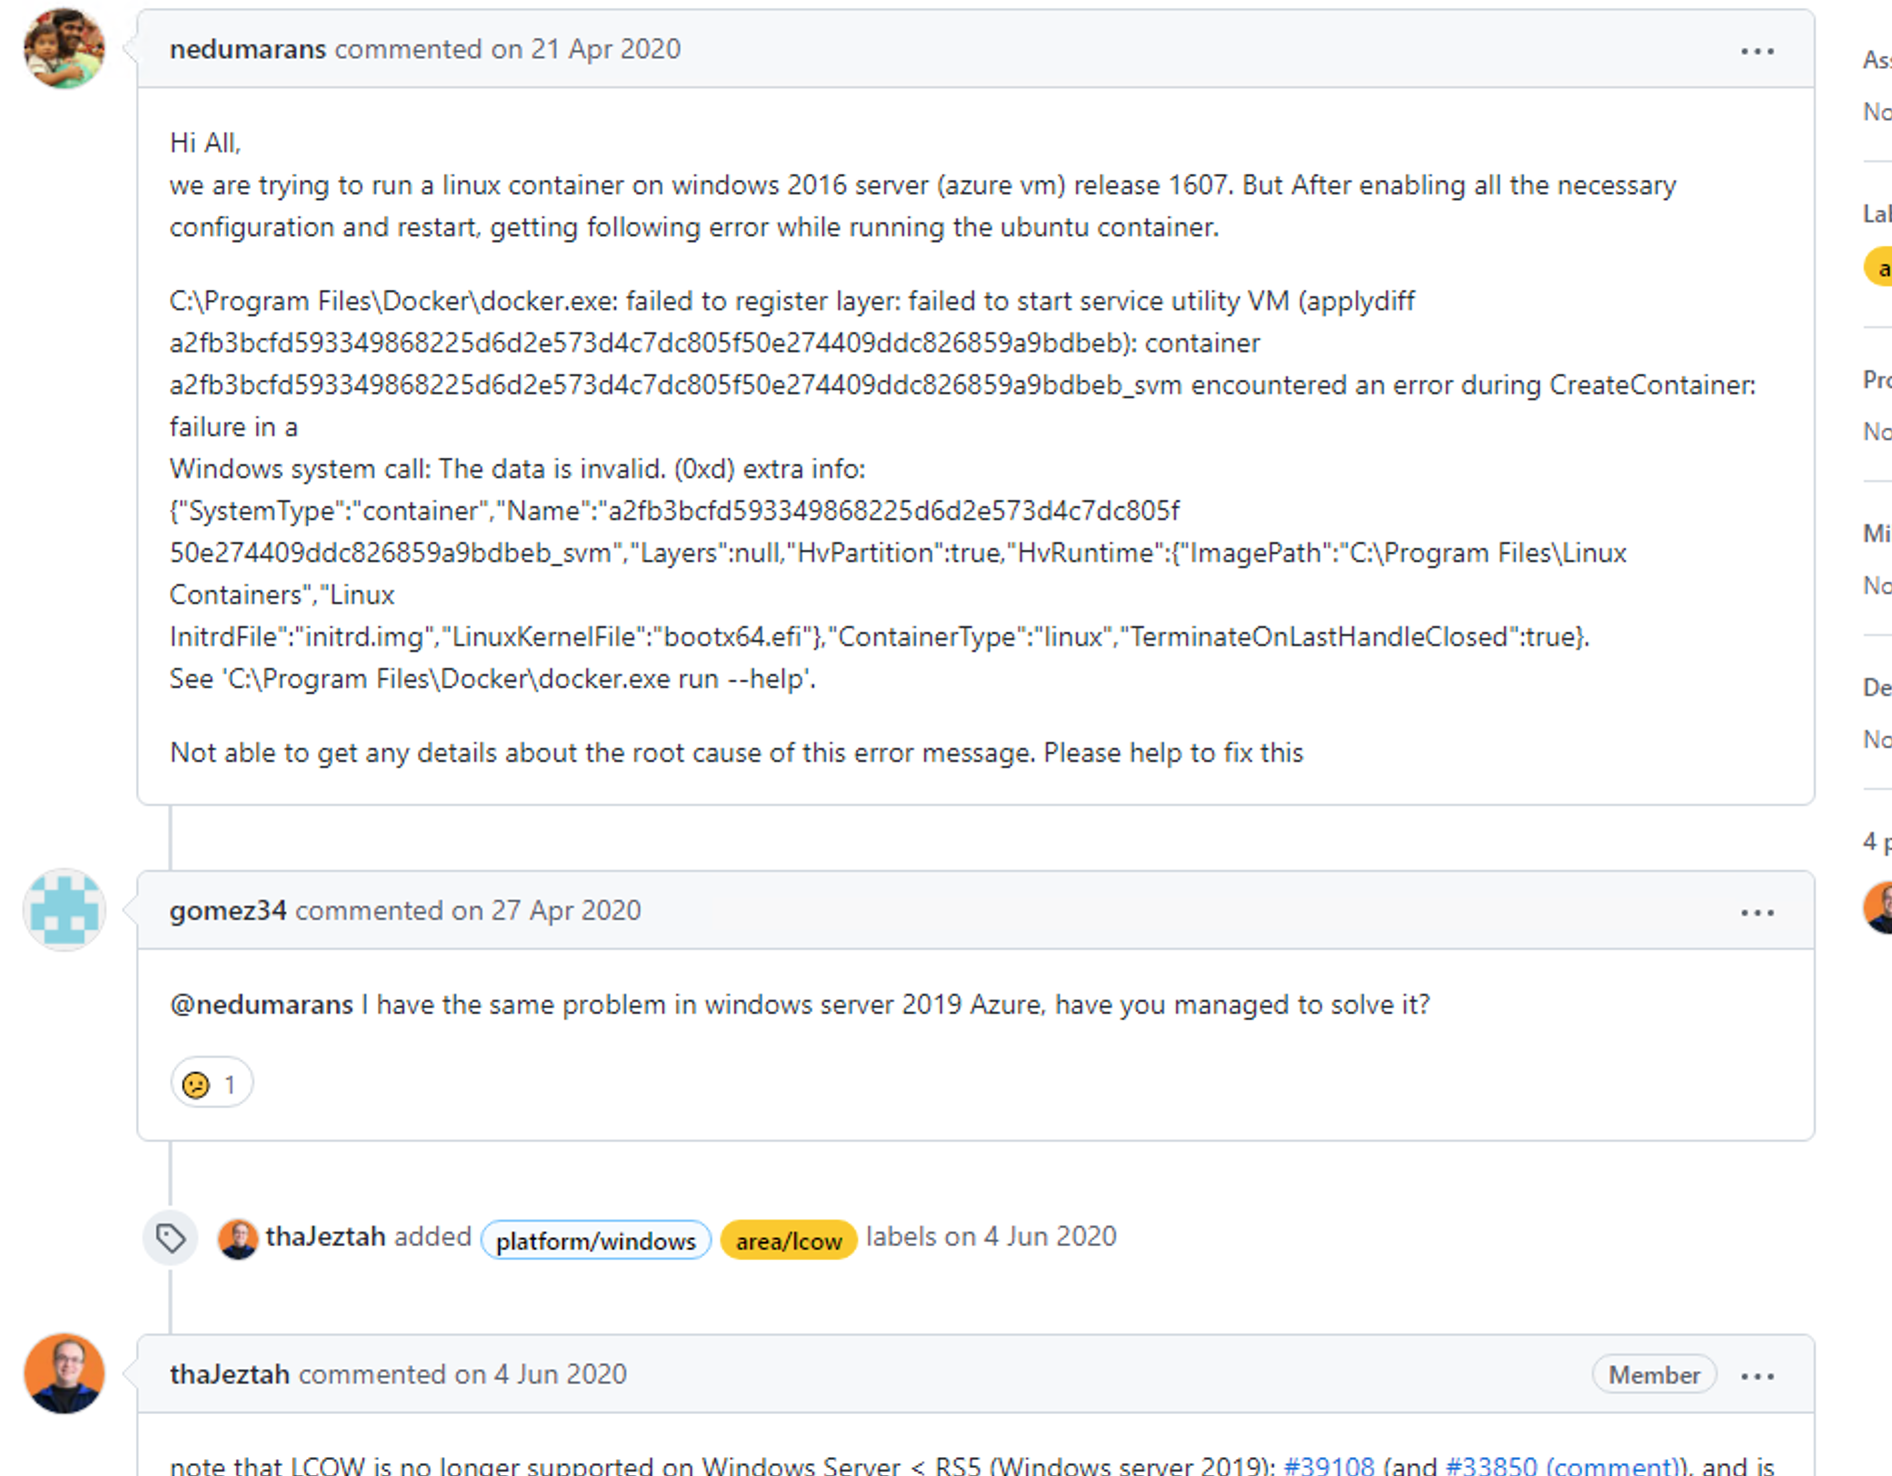 nedumarans commented on 21 Apr 2020
Hi All,
we are trying to run a linux container on windows 2016 server (azure vm) release 1607. But After enabling all the necessary
configuration and restart, getting following error while running the ubuntu container.
C:\Program Files\Docker\docker.exe: failed to register layer: failed to start service utility VM (applydiff
a2fb3bcfd593349868225d6d2e573d4c7dc805f50e274409ddc826859a9bdbeb): container
a2fb3bcfd593349868225d6d2e573d4c7dc805f50e274409ddc826859a9bdbeb_svm encountered an error during CreateContainer:
failure in a
Windows system call: The data is invalid. (0xd) extra info:
{"SystemType":"container","Name":"a2fb3bcfd593349868225d6d2e573d4c7dc805f
50e274409ddc826859a9bdbeb_svm","Layers":null,"HvPartition":true,"HvRuntime":{"ImagePath":"C:\Program Files\Linux
Containers","Linux
InitrdFile":"initrd.img","LinuxKernelFile":"bootx64.efi"},"ContainerType":"linux","TerminateOnLastHandleClosed":true}.
See 'C:\Program Files\Docker\docker.exe run --help'.
Not able to get any details about the root cause of this error message. Please help to fix this
gomez34 commented on 27 Apr 2020
@nedumarans I have the same problem in windows server 2019 Azure, have you managed to solve it?
😕 1
thaJeztah added platform/windows area/lcow labels on 4 Jun 2020
thaJeztah commented on 4 Jun 2020 Member
note that LCOW is no longer supported on Windows Server < RS5 (Windows server 2019): #39108 (and #33850 (comment)), and is
4